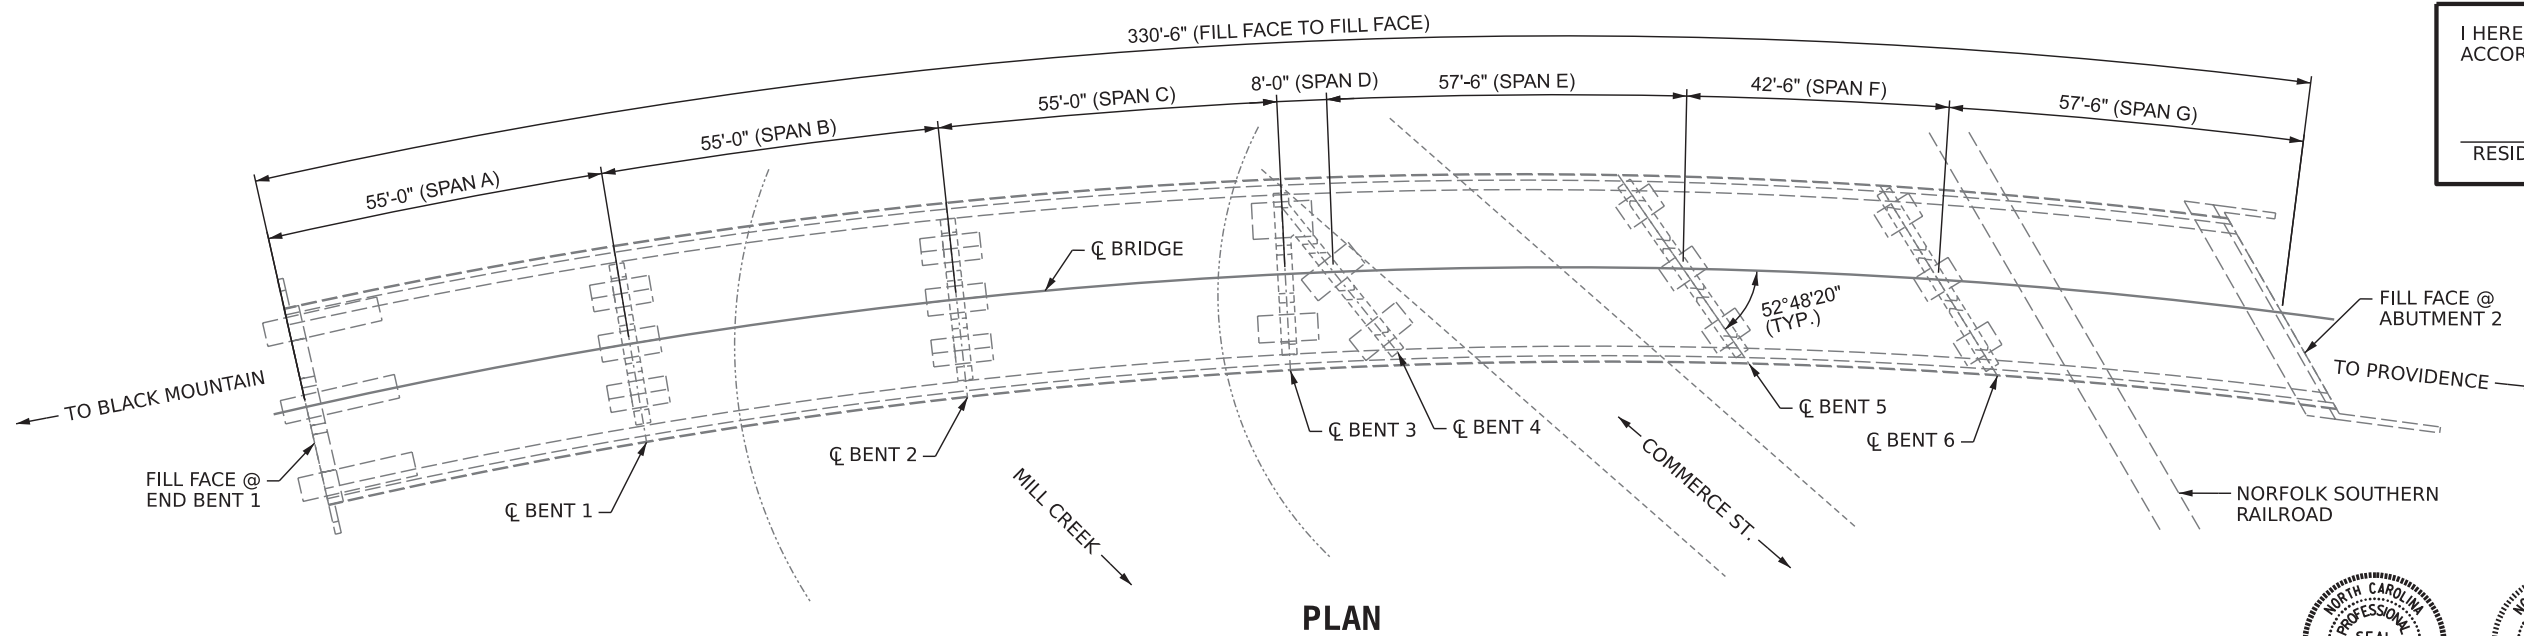 330'-6" (FILL FACE TO FILL FACE)
55'-0" (SPAN A)
55'-0" (SPAN B)
55'-0" (SPAN C)
8'-0" (SPAN D)
57'-6" (SPAN E)
42'-6" (SPAN F)
57'-6" (SPAN G)
I HERE
ACCOR
RESID
℄ BRIDGE
52°48'20"
(TYP.)
FILL FACE @
ABUTMENT 2
TO PROVIDENCE
TO BLACK MOUNTAIN
FILL FACE @
END BENT 1
℄ BENT 1
℄ BENT 2
℄ BENT 3
℄ BENT 4
℄ BENT 5
℄ BENT 6
MILL CREEK
COMMERCE ST.
NORFOLK SOUTHERN
RAILROAD
PLAN
NORTH CAROLINA
PROFESSIONAL